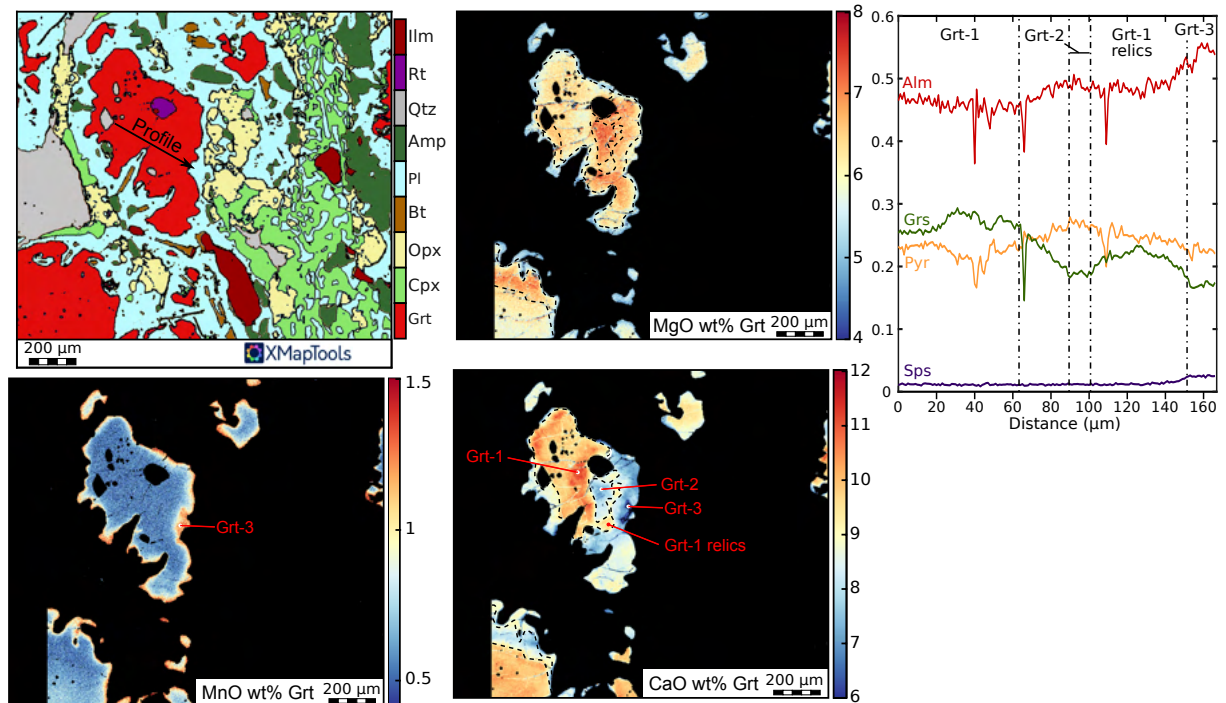 Ilm
Rt
Qtz
Amp
Pl
Bt
Opx
Cpx
Grt
Profile
200 µm
XMapTools
8
7
6
5
4
MgO wt% Grt
200 µm
0.6
0.5
0.4
0.3
0.2
0.1
0
Grt-1
Grt-2
Grt-1
relics
Grt-3
Alm
Grs
Pyr
Sps
0 20 40 60 80 100 120 140 160
Distance (µm)
1.5
1
0.5
Grt-3
MnO wt% Grt
200 µm
12
11
10
9
8
7
6
Grt-1
Grt-2
Grt-3
Grt-1 relics
CaO wt% Grt
200 µm